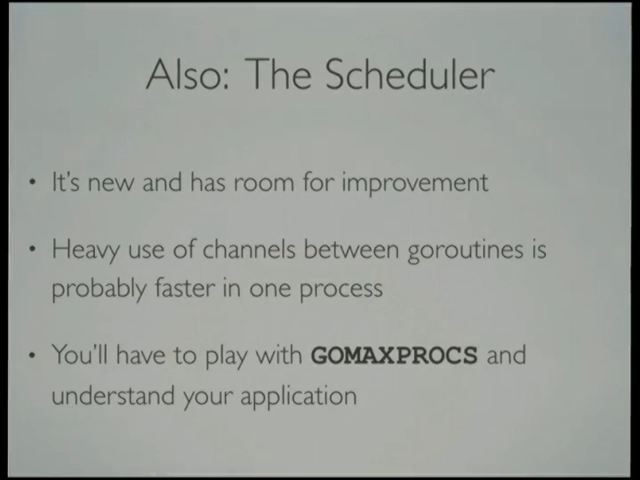 Also: The Scheduler
• It's new and has room for improvement
• Heavy use of channels between goroutines is
probably faster in one process
• You'll have to play with GOMAXPROCS and
understand your application